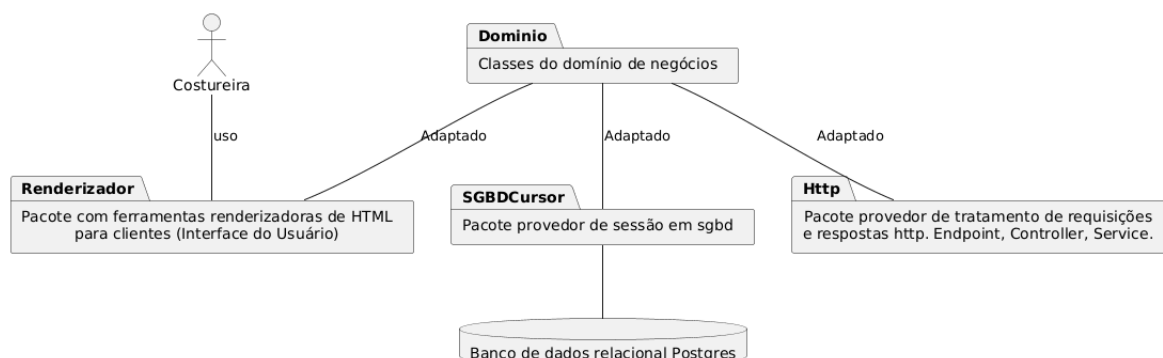 Dominio
Classes do domínio de negócios
Costureira
uso
Adaptado
Adaptado
Adaptado
Renderizador
Pacote com ferramentas renderizadoras de HTML
para clientes (Interface do Usuário)
SGBDCursor
Pacote provedor de sessão em sgbd
Http
Pacote provedor de tratamento de requisições
e respostas http. Endpoint, Controller, Service.
Banco de dados relacional Postgres